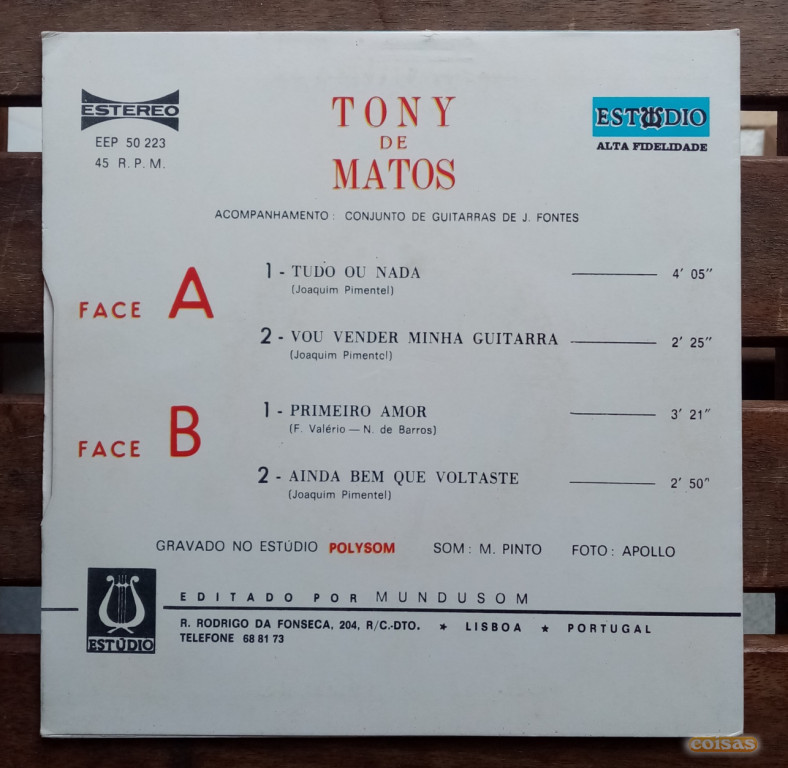 ESTEREO
EEP 50 223
45 R.P.M.
TONY
DE
MATOS
ESTÚDIO
ALTA FIDELIDADE
ACOMPANHAMENTO: CONJUNTO DE GUITARRAS DE J. FONTES
FACE A
1 - TUDO OU NADA 4' 05"
(Joaquim Pimentel)
2 - VOU VENDER MINHA GUITARRA 2' 25"
(Joaquim Pimentel)
FACE B
1 - PRIMEIRO AMOR 3' 21"
(F. Valério — N. de Barros)
2 - AINDA BEM QUE VOLTASTE 2' 50"
(Joaquim Pimentel)
GRAVADO NO ESTÚDIO POLYSOM SOM: M. PINTO FOTO: APOLLO
ESTÚDIO
EDITADO POR MUNDUSOM
R. RODRIGO DA FONSECA, 204, R/C.-DTO. ★ LISBOA ★ PORTUGAL
TELEFONE 68 81 73
coisas